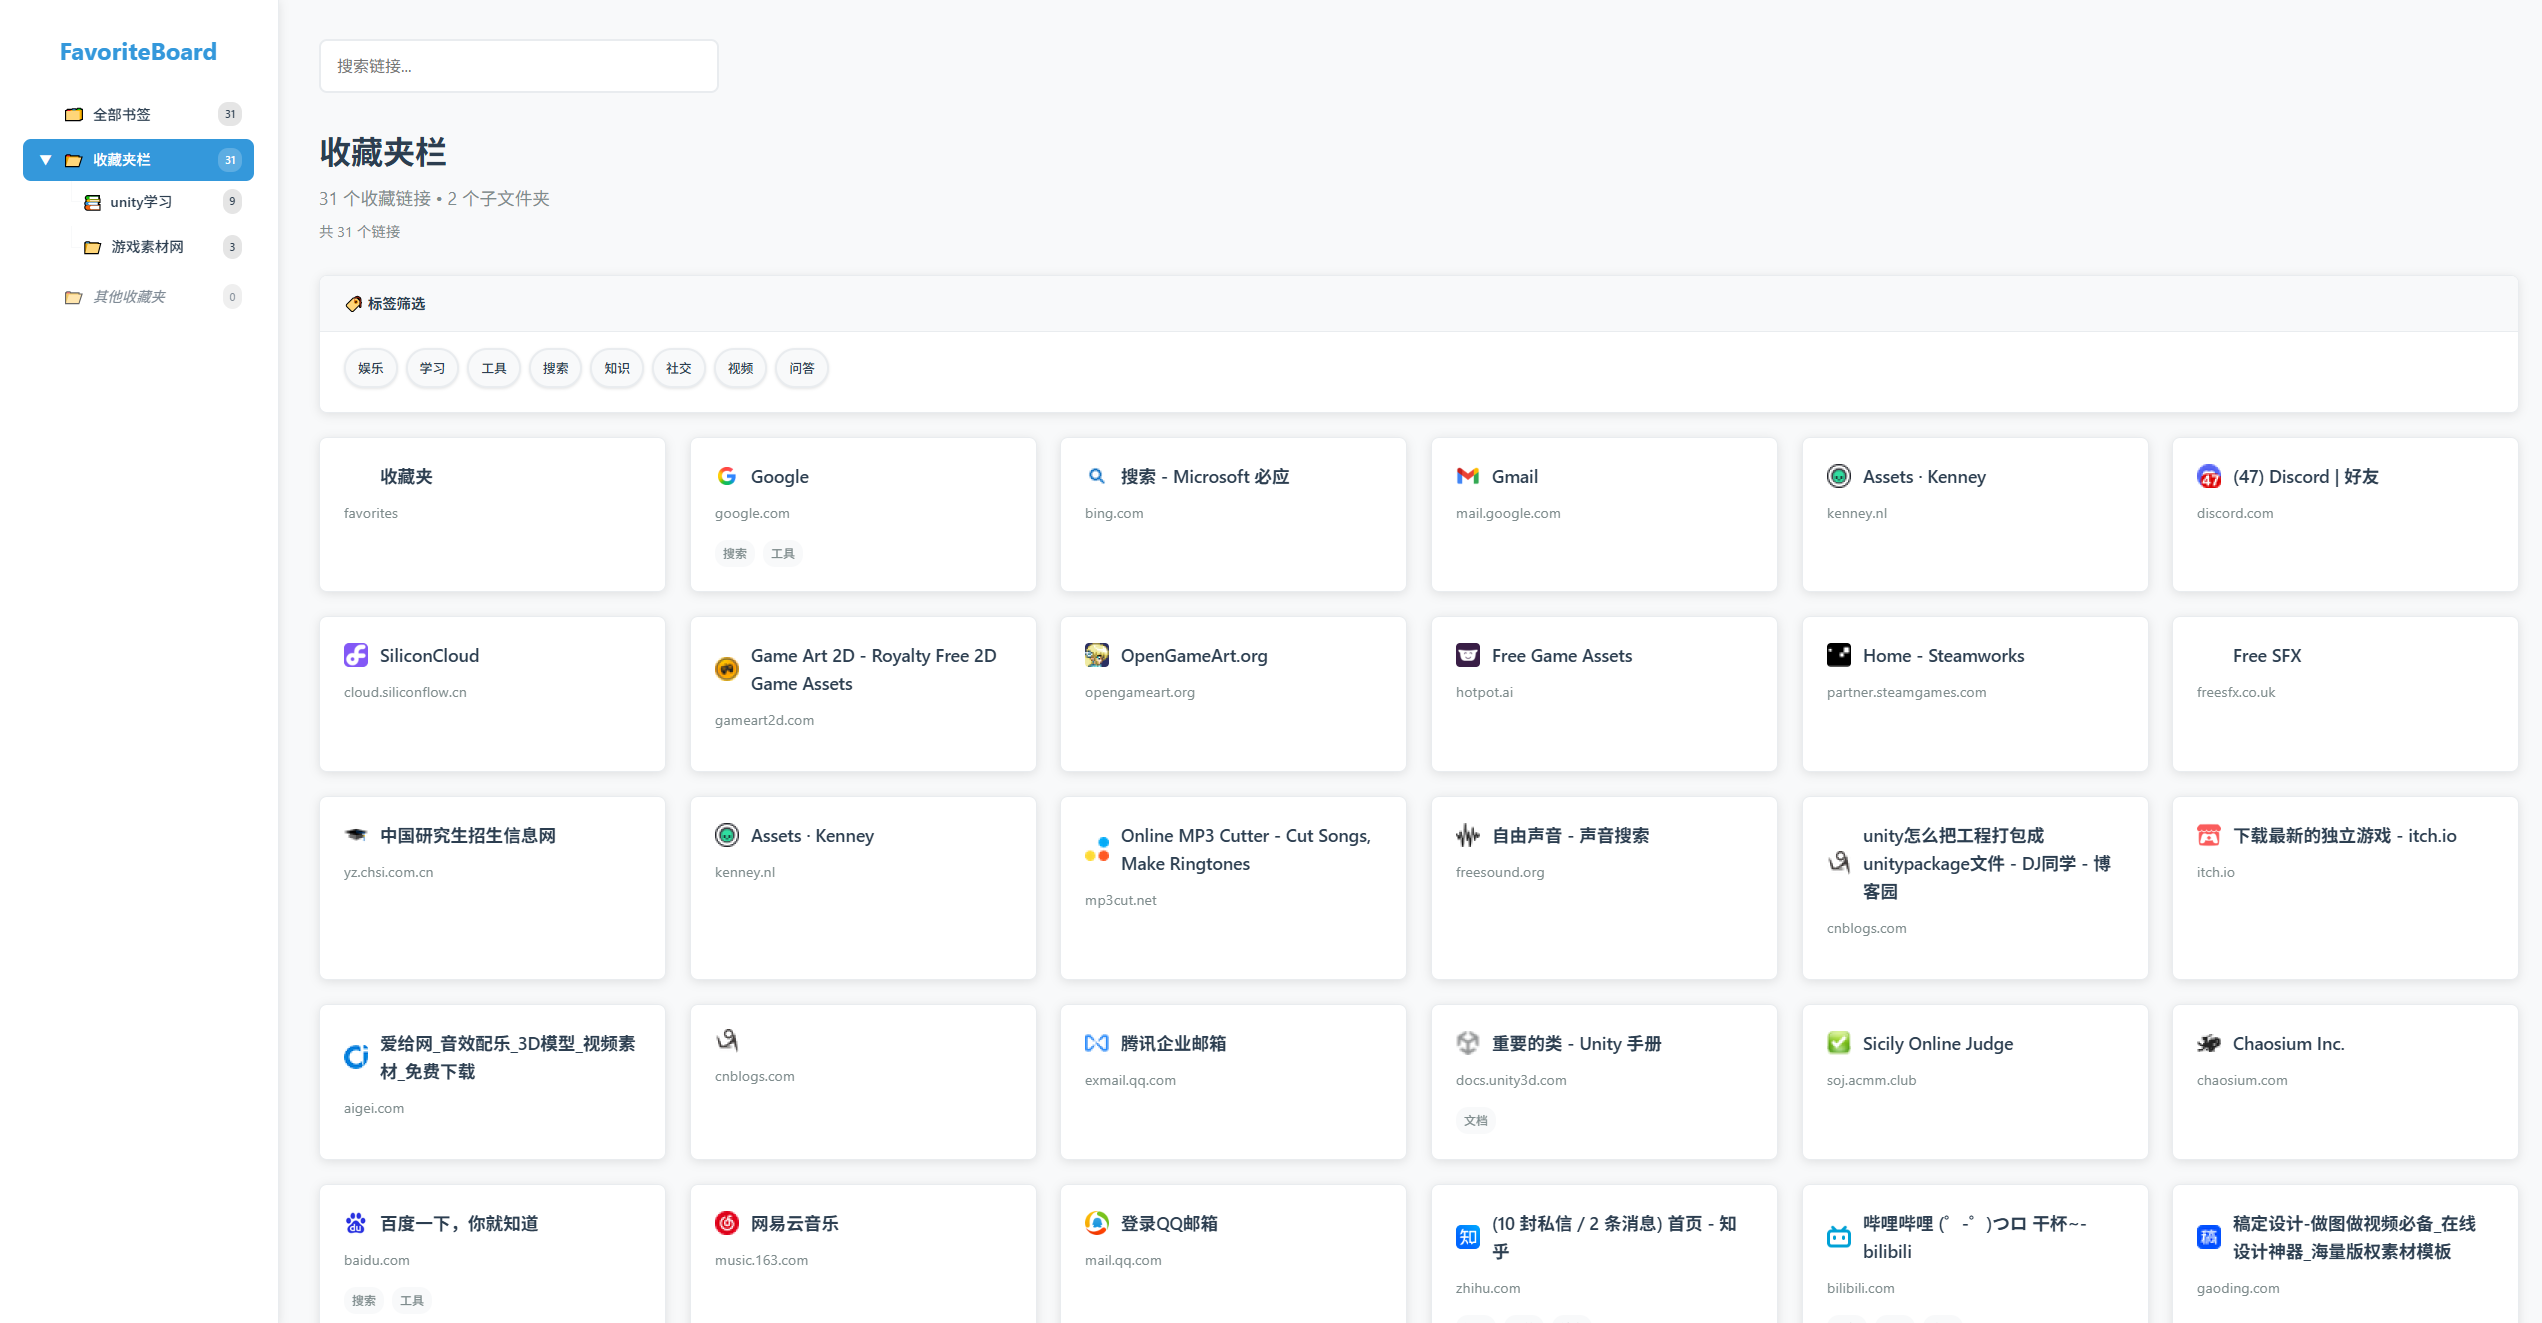 FavoriteBoard
全部书签 31
收藏夹栏 31
unity学习 9
游戏素材网 3
其他收藏夹 0
搜索链接...
收藏夹栏
31 个收藏链接 • 2 个子文件夹
共 31 个链接
标签筛选
娱乐 学习 工具 搜索 知识 社交 视频 问答
收藏夹
favorites
Google
google.com
搜索 工具
搜索 - Microsoft 必应
bing.com
Gmail
mail.google.com
Assets · Kenney
kenney.nl
47
(47) Discord | 好友
discord.com
SiliconCloud
cloud.siliconflow.cn
Game Art 2D - Royalty Free 2D
Game Assets
gameart2d.com
OpenGameArt.org
opengameart.org
Free Game Assets
hotpot.ai
Home - Steamworks
partner.steamgames.com
Free SFX
freesfx.co.uk
中国研究生招生信息网
yz.chsi.com.cn
Assets · Kenney
kenney.nl
Online MP3 Cutter - Cut Songs,
Make Ringtones
mp3cut.net
自由声音 - 声音搜索
freesound.org
unity怎么把工程打包成
unitypackage文件 - DJ同学 - 博
客园
cnblogs.com
下载最新的独立游戏 - itch.io
itch.io
爱给网_音效配乐_3D模型_视频素
材_免费下载
aigei.com
cnblogs.com
腾讯企业邮箱
exmail.qq.com
重要的类 - Unity 手册
docs.unity3d.com
文档
Sicily Online Judge
soj.acmm.club
Chaosium Inc.
chaosium.com
du
百度一下，你就知道
baidu.com
搜索 工具
网易云音乐
music.163.com
登录QQ邮箱
mail.qq.com
知
(10 封私信 / 2 条消息) 首页 - 知
乎
zhihu.com
哔哩哔哩 (゜-゜)つロ 干杯~-
bilibili
bilibili.com
稿
稿定设计-做图做视频必备_在线
设计神器_海量版权素材模板
gaoding.com